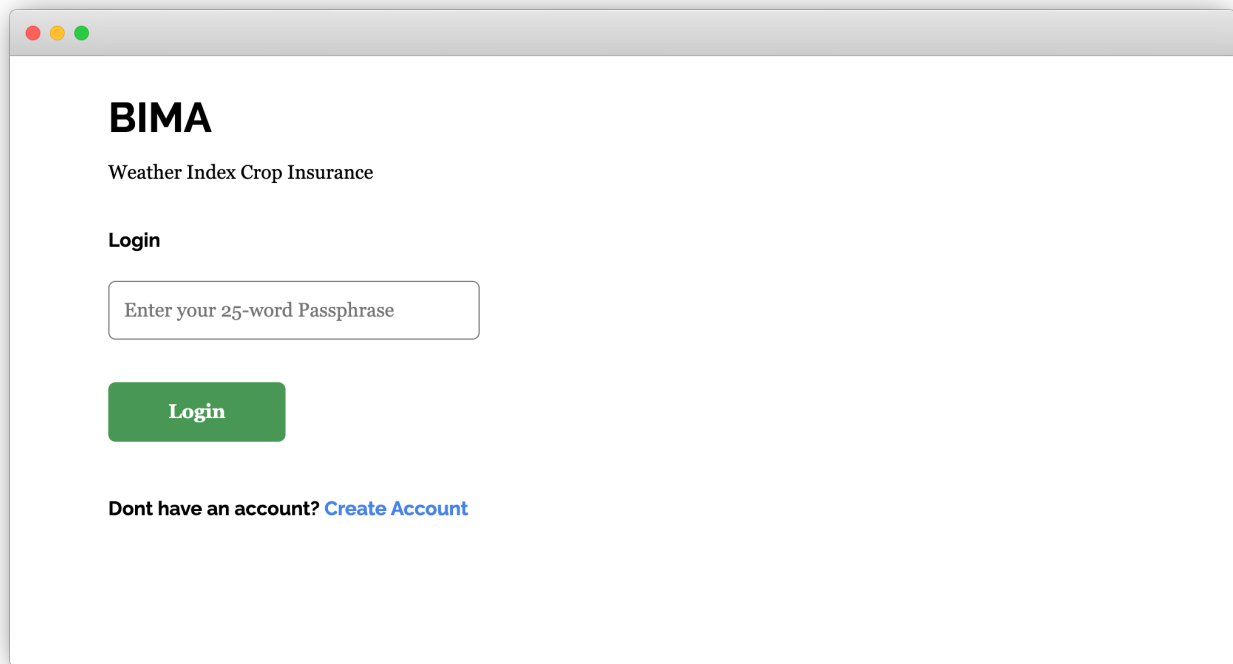 BIMA
Weather Index Crop Insurance
Login
Enter your 25-word Passphrase
Login
Dont have an account? Create Account